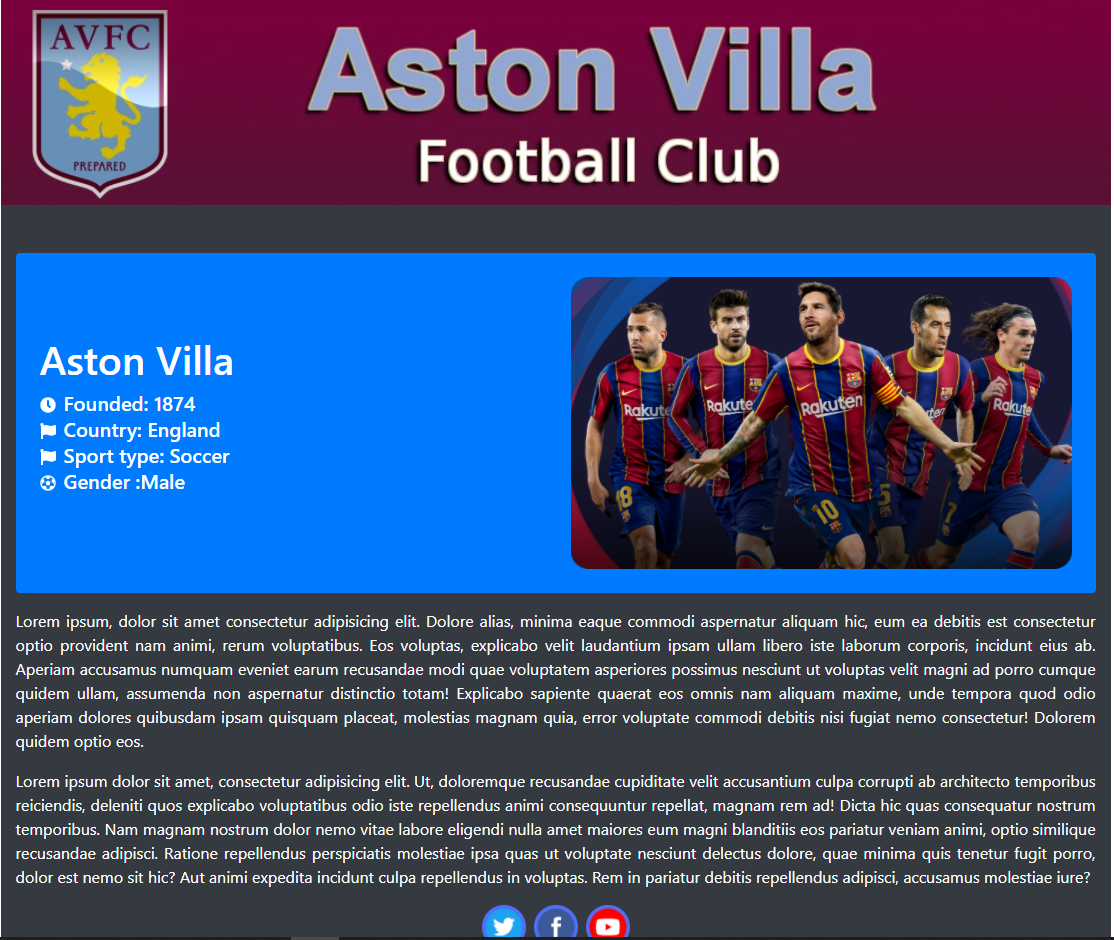 AVFC
PREPARED
Aston Villa
Football Club
Aston Villa
Founded: 1874
Country: England
Sport type: Soccer
Gender :Male
Rakuten
Rakuten
Rakuten
Rakuten
Rakuten
18
10
5
7
Lorem ipsum, dolor sit amet consectetur adipisicing elit. Dolore alias, minima eaque commodi aspernatur aliquam hic, eum ea debitis est consectetur
optio provident nam animi, rerum voluptatibus. Eos voluptas, explicabo velit laudantium ipsam ullam libero iste laborum corporis, incidunt eius ab.
Aperiam accusamus numquam eveniet earum recusandae modi quae voluptatem asperiores possimus nesciunt ut voluptas velit magni ad porro cumque
quidem ullam, assumenda non aspernatur distinctio totam! Explicabo sapiente quaerat eos omnis nam aliquam maxime, unde tempora quod odio
aperiam dolores quibusdam ipsam quisquam placeat, molestias magnam quia, error voluptate commodi debitis nisi fugiat nemo consectetur! Dolorem
quidem optio eos.
Lorem ipsum dolor sit amet, consectetur adipisicing elit. Ut, doloremque recusandae cupiditate velit accusantium culpa corrupti ab architecto temporibus
reiciendis, deleniti quos explicabo voluptatibus odio iste repellendus animi consequuntur repellat, magnam rem ad! Dicta hic quas consequatur nostrum
temporibus. Nam magnam nostrum dolor nemo vitae labore eligendi nulla amet maiores eum magni blanditiis eos pariatur veniam animi, optio similique
recusandae adipisci. Ratione repellendus perspiciatis molestiae ipsa quas ut voluptate nesciunt delectus dolore, quae minima quis tenetur fugit porro,
dolor est nemo sit hic? Aut animi expedita incidunt culpa repellendus in voluptas. Rem in pariatur debitis repellendus adipisci, accusamus molestiae iure?